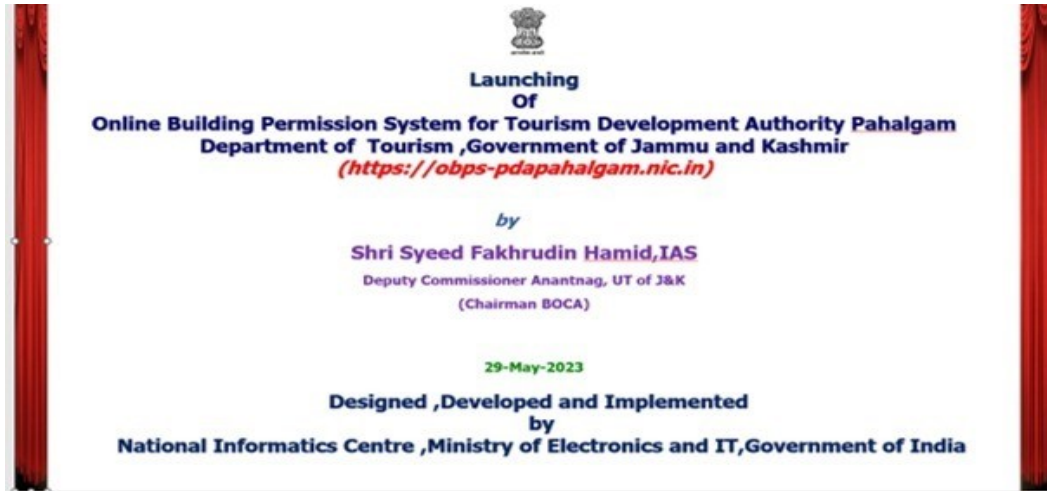 Launching
Of
Online Building Permission System for Tourism Development Authority Pahalgam
Department of Tourism ,Government of Jammu and Kashmir
(https://obps-pdapahalgam.nic.in)
by
Shri Syeed Fakhrudin Hamid,IAS
Deputy Commissioner Anantnag, UT of J&K
(Chairman BOCA)
29-May-2023
Designed ,Developed and Implemented
by
National Informatics Centre ,Ministry of Electronics and IT,Government of India